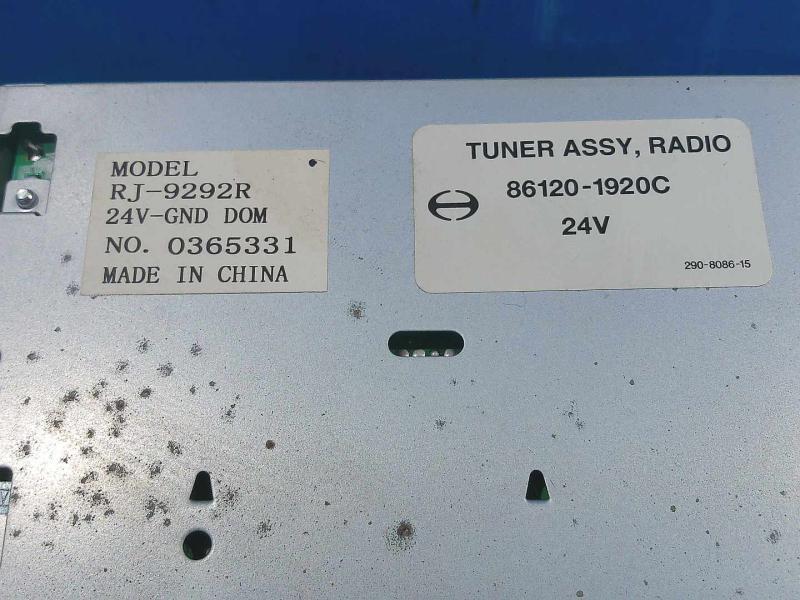 MODEL
RJ-9292R
24V-GND DOM
NO. 0365331
MADE IN CHINA
TUNER ASSY, RADIO
86120-1920C
24V
290-8086-15